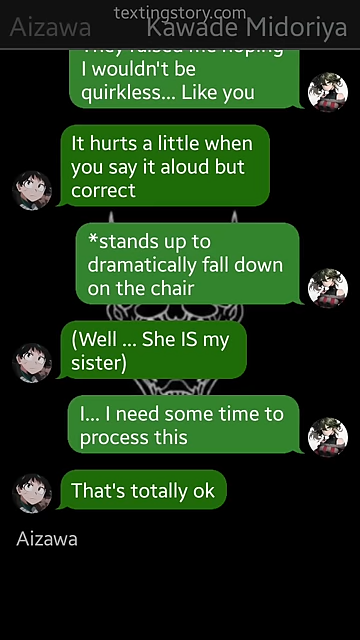 textingstory.com
Aizawa Kawade Midoriya
They raised me hoping
I wouldn't be
quirkless... Like you
It hurts a little when
you say it aloud but
correct
*stands up to
dramatically fall down
on the chair
(Well ... She IS my
sister)
I... I need some time to
process this
That's totally ok
Aizawa